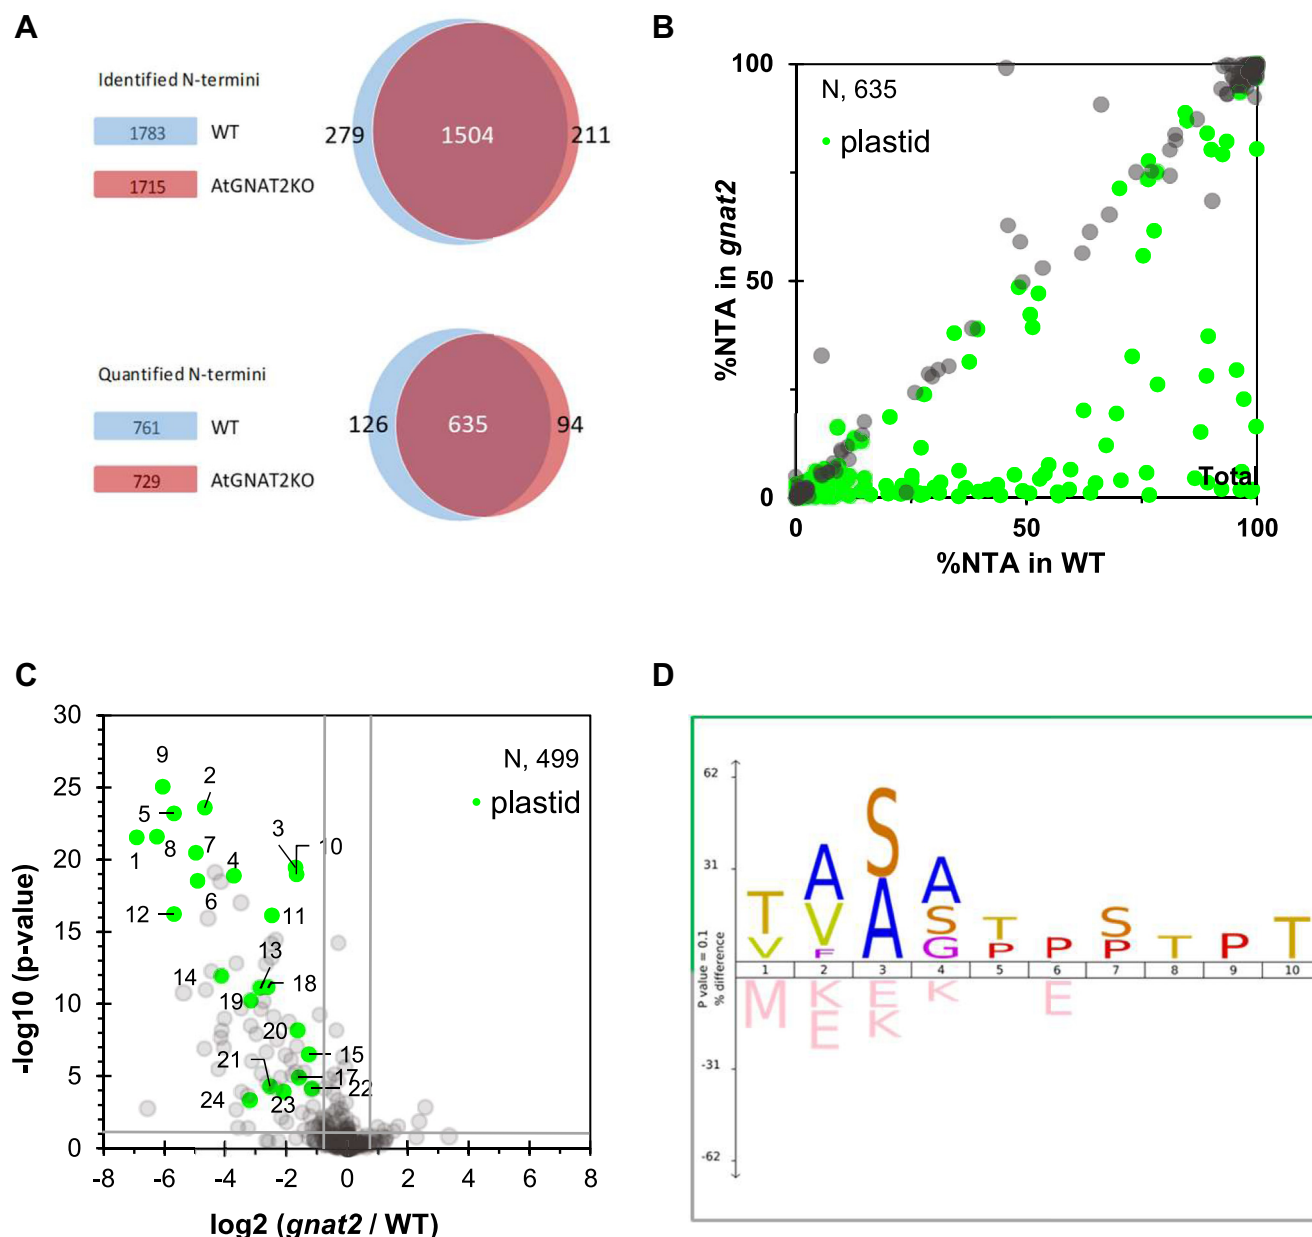 A
Identified N-termini
1783 WT
1715 AtGNAT2KO
279 1504 211
Quantified N-termini
761 WT
729 AtGNAT2KO
126 635 94
B
100
50
0
%NTA in gnat2
N, 635
plastid
Total
0 50 100
%NTA in WT
C
30
25
20
15
10
5
0
-log10 (p-value)
N, 499
plastid
9
2
5
3
10
1
8
7
4
6
12
11
13
14
18
19
20
15
21
17
22
24
23
-8 -6 -4 -2 0 2 4 6 8
log2 (gnat2 / WT)
D
62
31
-31
-62
P value = 0.1
% difference
T A S A T P S T P T
V V A S P P
F G
1 2 3 4 5 6 7 8 9 10
M K E K E
E K